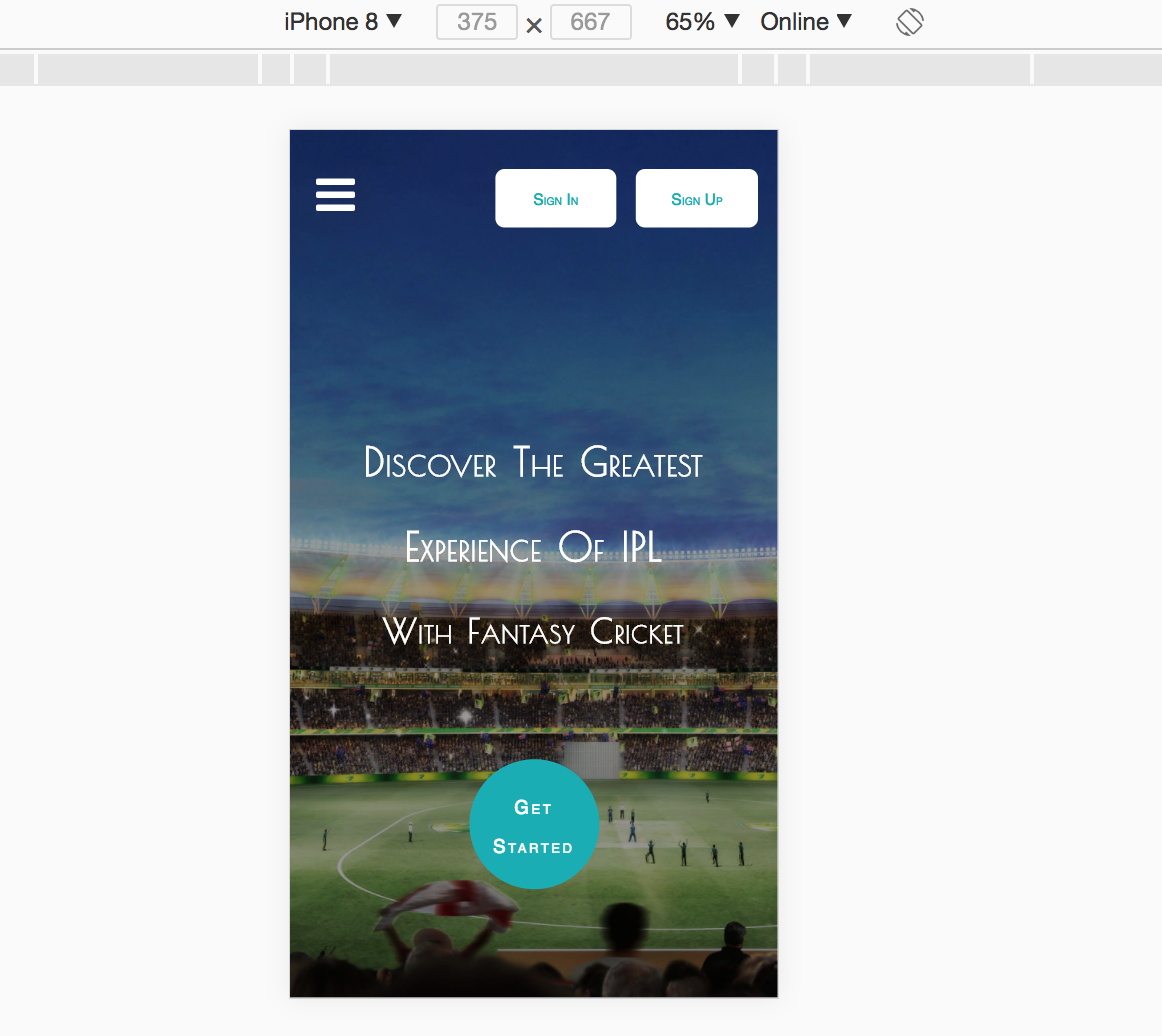 iPhone 8 ▼ 375 × 667 65% ▼ Online ▼
Sign In Sign Up
Discover The Greatest
Experience Of IPL
With Fantasy Cricket
Get
Started